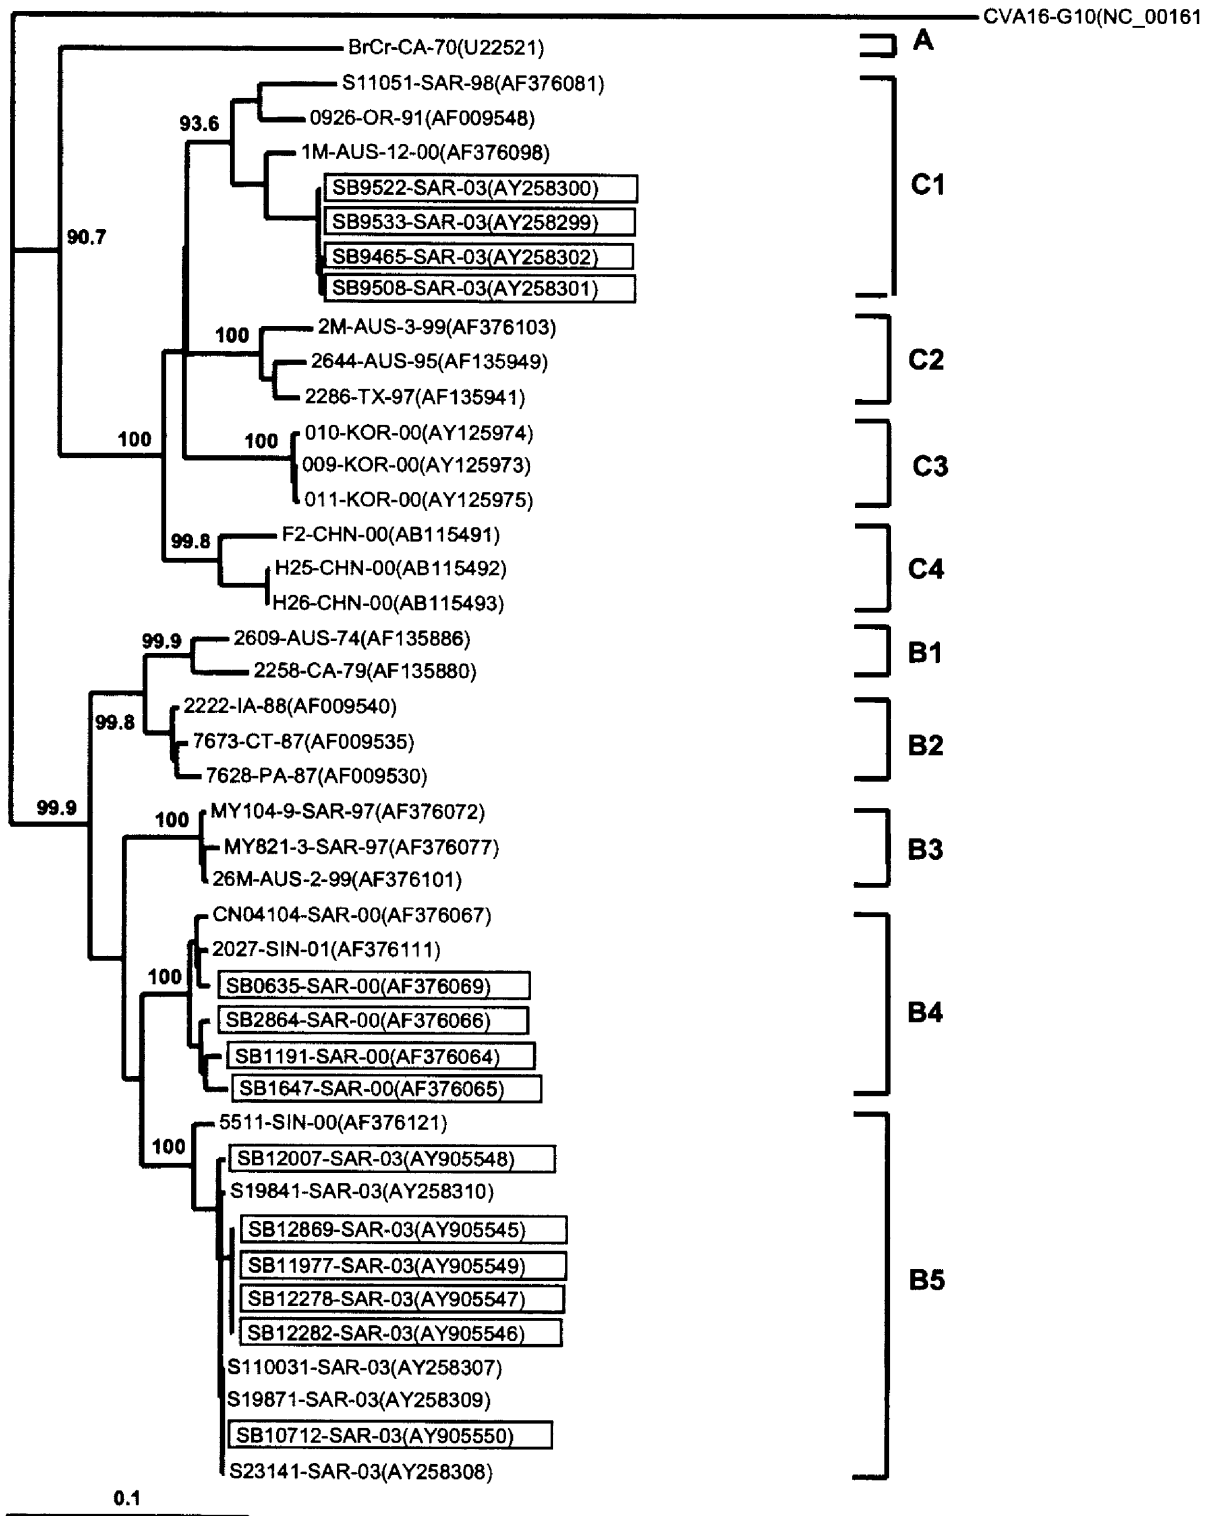 CVA16-G10(NC_00161
BrCr-CA-70(U22521)
A
S11051-SAR-98(AF376081)
93.6
0926-OR-91(AF009548)
1M-AUS-12-00(AF376098)
SB9522-SAR-03(AY258300)
C1
SB9533-SAR-03(AY258299)
90.7
SB9465-SAR-03(AY258302)
SB9508-SAR-03(AY258301)
2M-AUS-3-99(AF376103)
100
2644-AUS-95(AF135949)
C2
2286-TX-97(AF135941)
010-KOR-00(AY125974)
100
100
009-KOR-00(AY125973)
C3
011-KOR-00(AY125975)
F2-CHN-00(AB115491)
99.8
H25-CHN-00(AB115492)
C4
H26-CHN-00(AB115493)
99.9
2609-AUS-74(AF135886)
B1
2258-CA-79(AF135880)
2222-IA-88(AF009540)
99.8
7673-CT-87(AF009535)
B2
7628-PA-87(AF009530)
99.9
MY104-9-SAR-97(AF376072)
100
MY821-3-SAR-97(AF376077)
B3
26M-AUS-2-99(AF376101)
CN04104-SAR-00(AF376067)
2027-SIN-01(AF376111)
100
SB0635-SAR-00(AF376069)
B4
SB2864-SAR-00(AF376066)
SB1191-SAR-00(AF376064)
SB1647-SAR-00(AF376065)
5511-SIN-00(AF376121)
100
SB12007-SAR-03(AY905548)
S19841-SAR-03(AY258310)
SB12869-SAR-03(AY905545)
SB11977-SAR-03(AY905549)
B5
SB12278-SAR-03(AY905547)
SB12282-SAR-03(AY905546)
S110031-SAR-03(AY258307)
S19871-SAR-03(AY258309)
SB10712-SAR-03(AY905550)
S23141-SAR-03(AY258308)
0.1